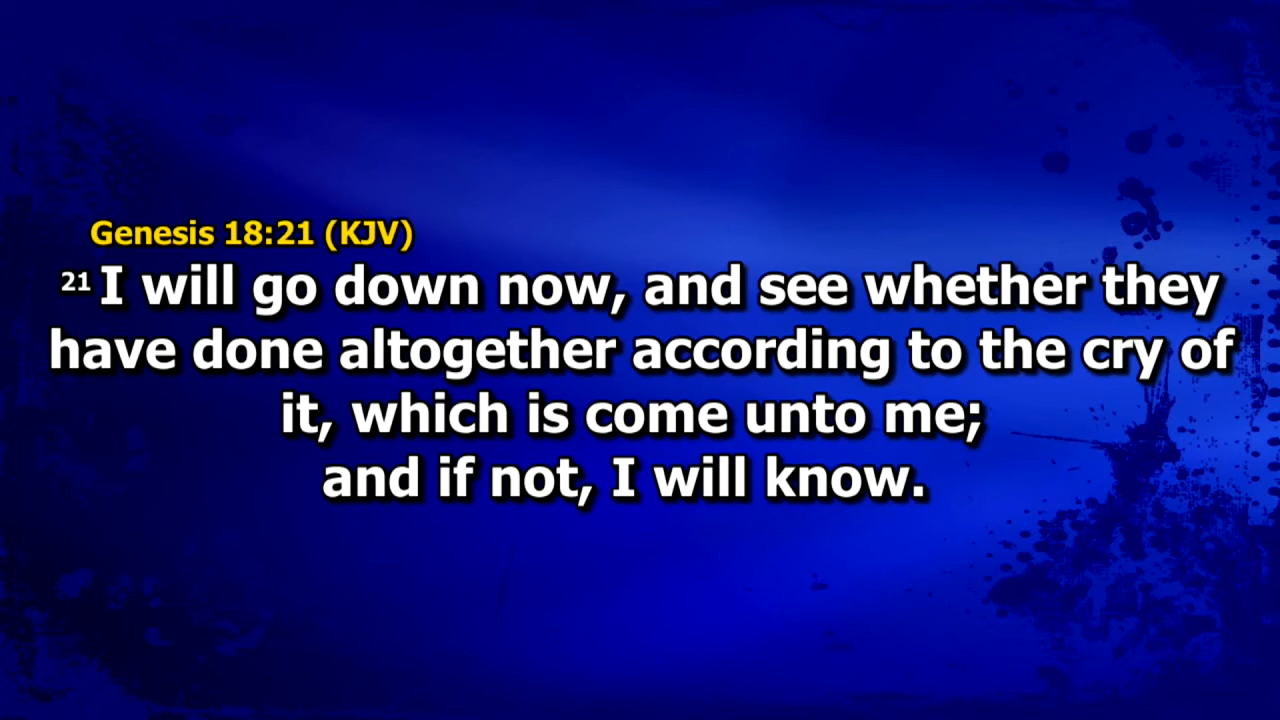 Genesis 18:21 (KJV)
21 I will go down now, and see whether they
have done altogether according to the cry of
it, which is come unto me;
and if not, I will know.